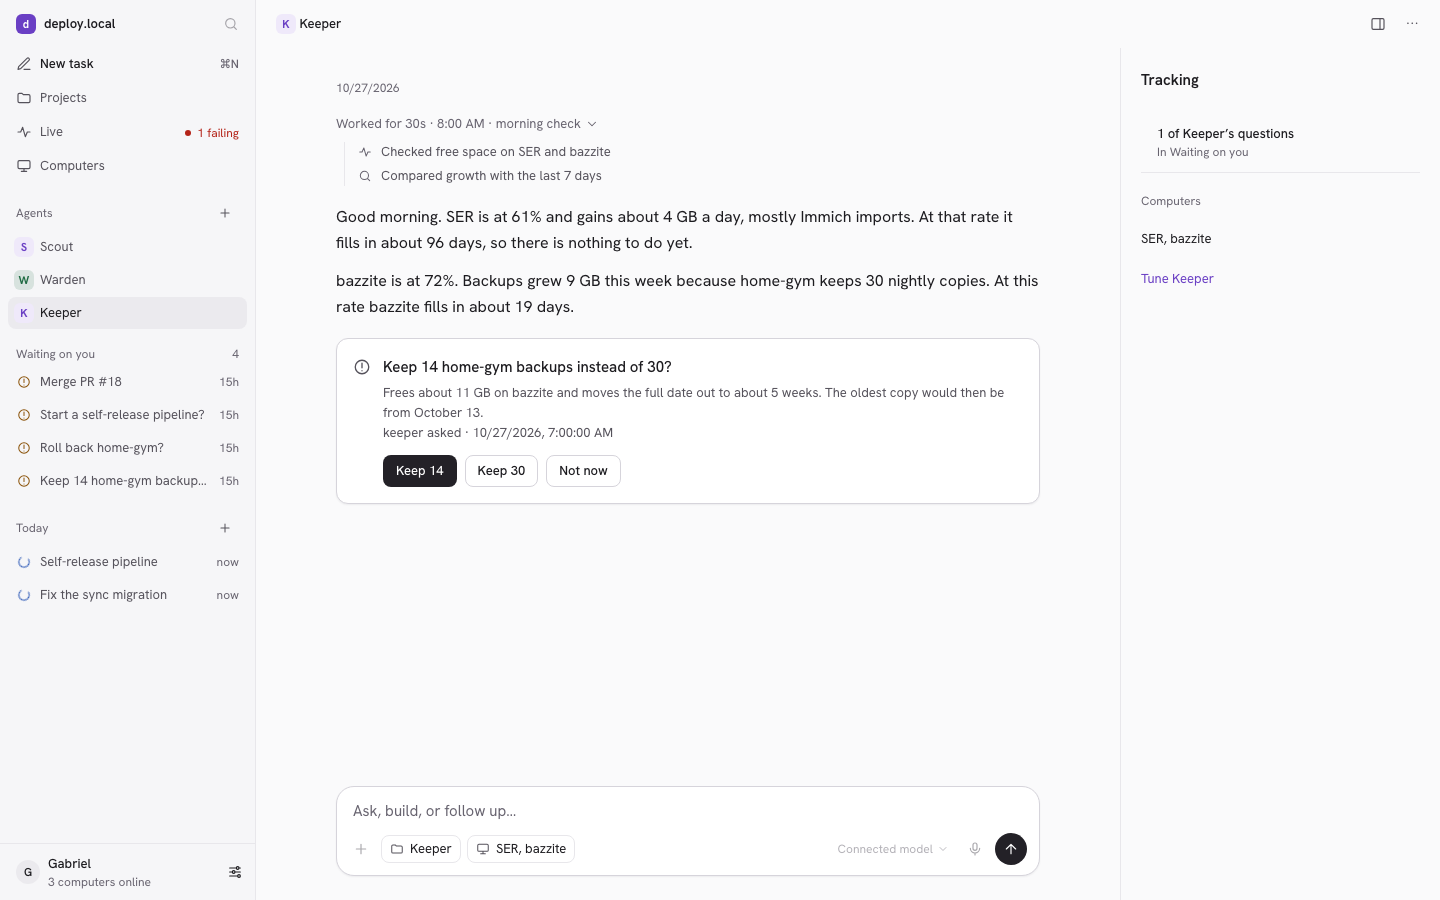 d deploy.local
New task ⌘N
Projects
Live 1 failing
Computers
Agents
S Scout
W Warden
K Keeper
Waiting on you 4
Merge PR #18 15h
Start a self-release pipeline? 15h
Roll back home-gym? 15h
Keep 14 home-gym backup... 15h
Today
Self-release pipeline now
Fix the sync migration now
G Gabriel
3 computers online
K Keeper
10/27/2026
Worked for 30s · 8:00 AM · morning check
Checked free space on SER and bazzite
Compared growth with the last 7 days
Good morning. SER is at 61% and gains about 4 GB a day, mostly Immich imports. At that rate it
fills in about 96 days, so there is nothing to do yet.
bazzite is at 72%. Backups grew 9 GB this week because home-gym keeps 30 nightly copies. At this
rate bazzite fills in about 19 days.
Keep 14 home-gym backups instead of 30?
Frees about 11 GB on bazzite and moves the full date out to about 5 weeks. The oldest copy would then be
from October 13.
keeper asked · 10/27/2026, 7:00:00 AM
Keep 14 Keep 30 Not now
Ask, build, or follow up...
Keeper SER, bazzite Connected model
Tracking
1 of Keeper’s questions
In Waiting on you
Computers
SER, bazzite
Tune Keeper